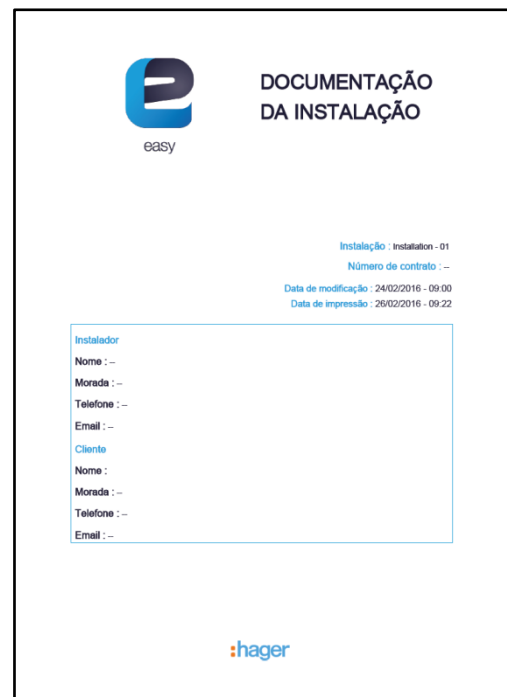 DOCUMENTAÇÃO
DA INSTALAÇÃO
easy
Instalação : Installation - 01
Número de contrato : –
Data de modificação : 24/02/2016 - 09:00
Data de impressão : 26/02/2016 - 09:22
Instalador
Nome : –
Morada : –
Telefone : –
Email : –
Cliente
Nome :
Morada : –
Telefone : –
Email : –
:hager